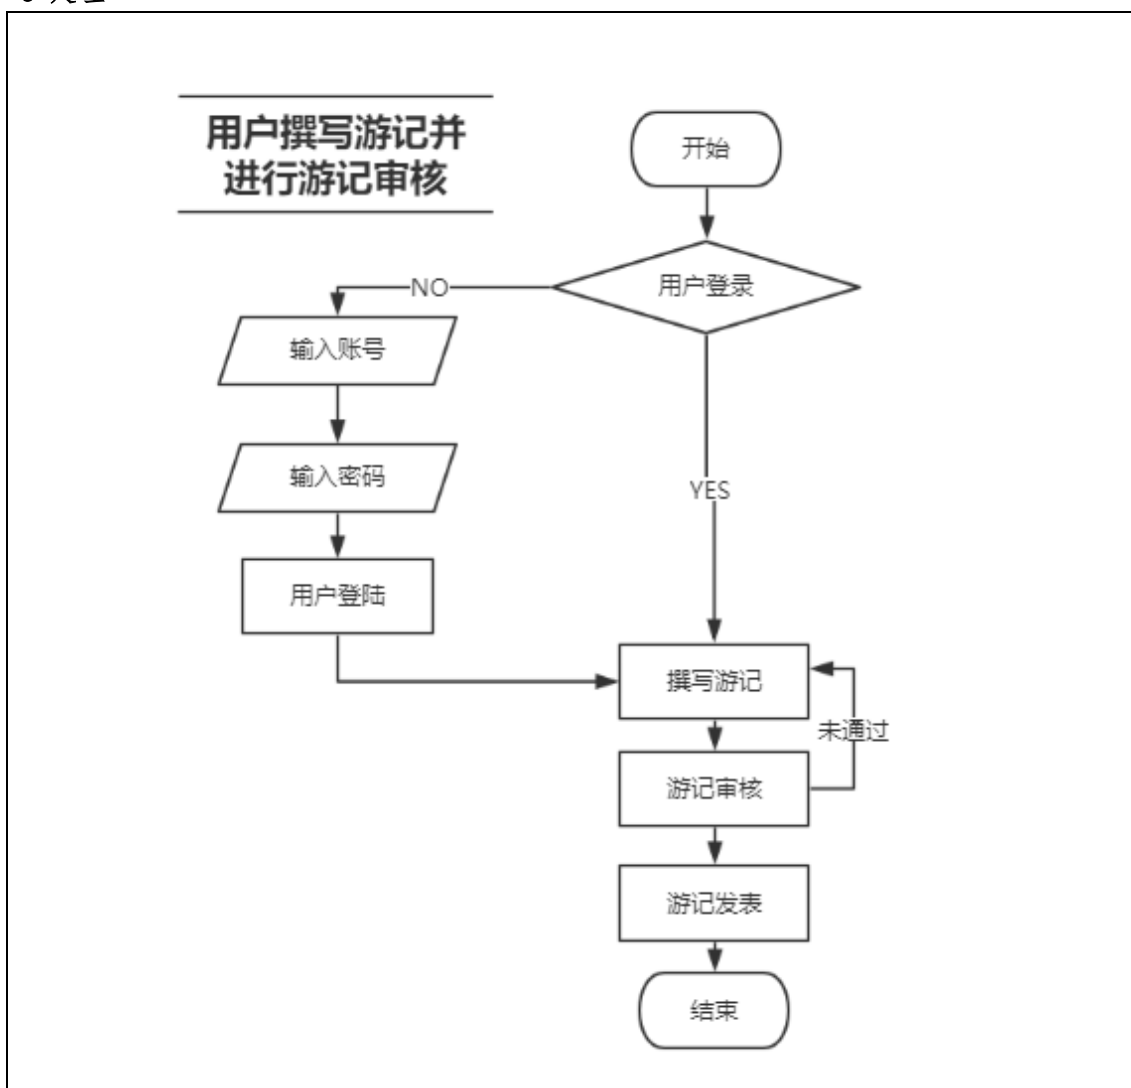 用户撰写游记并
进行游记审核
开始
用户登录
NO
输入账号
输入密码
YES
用户登陆
撰写游记
未通过
游记审核
游记发表
结束